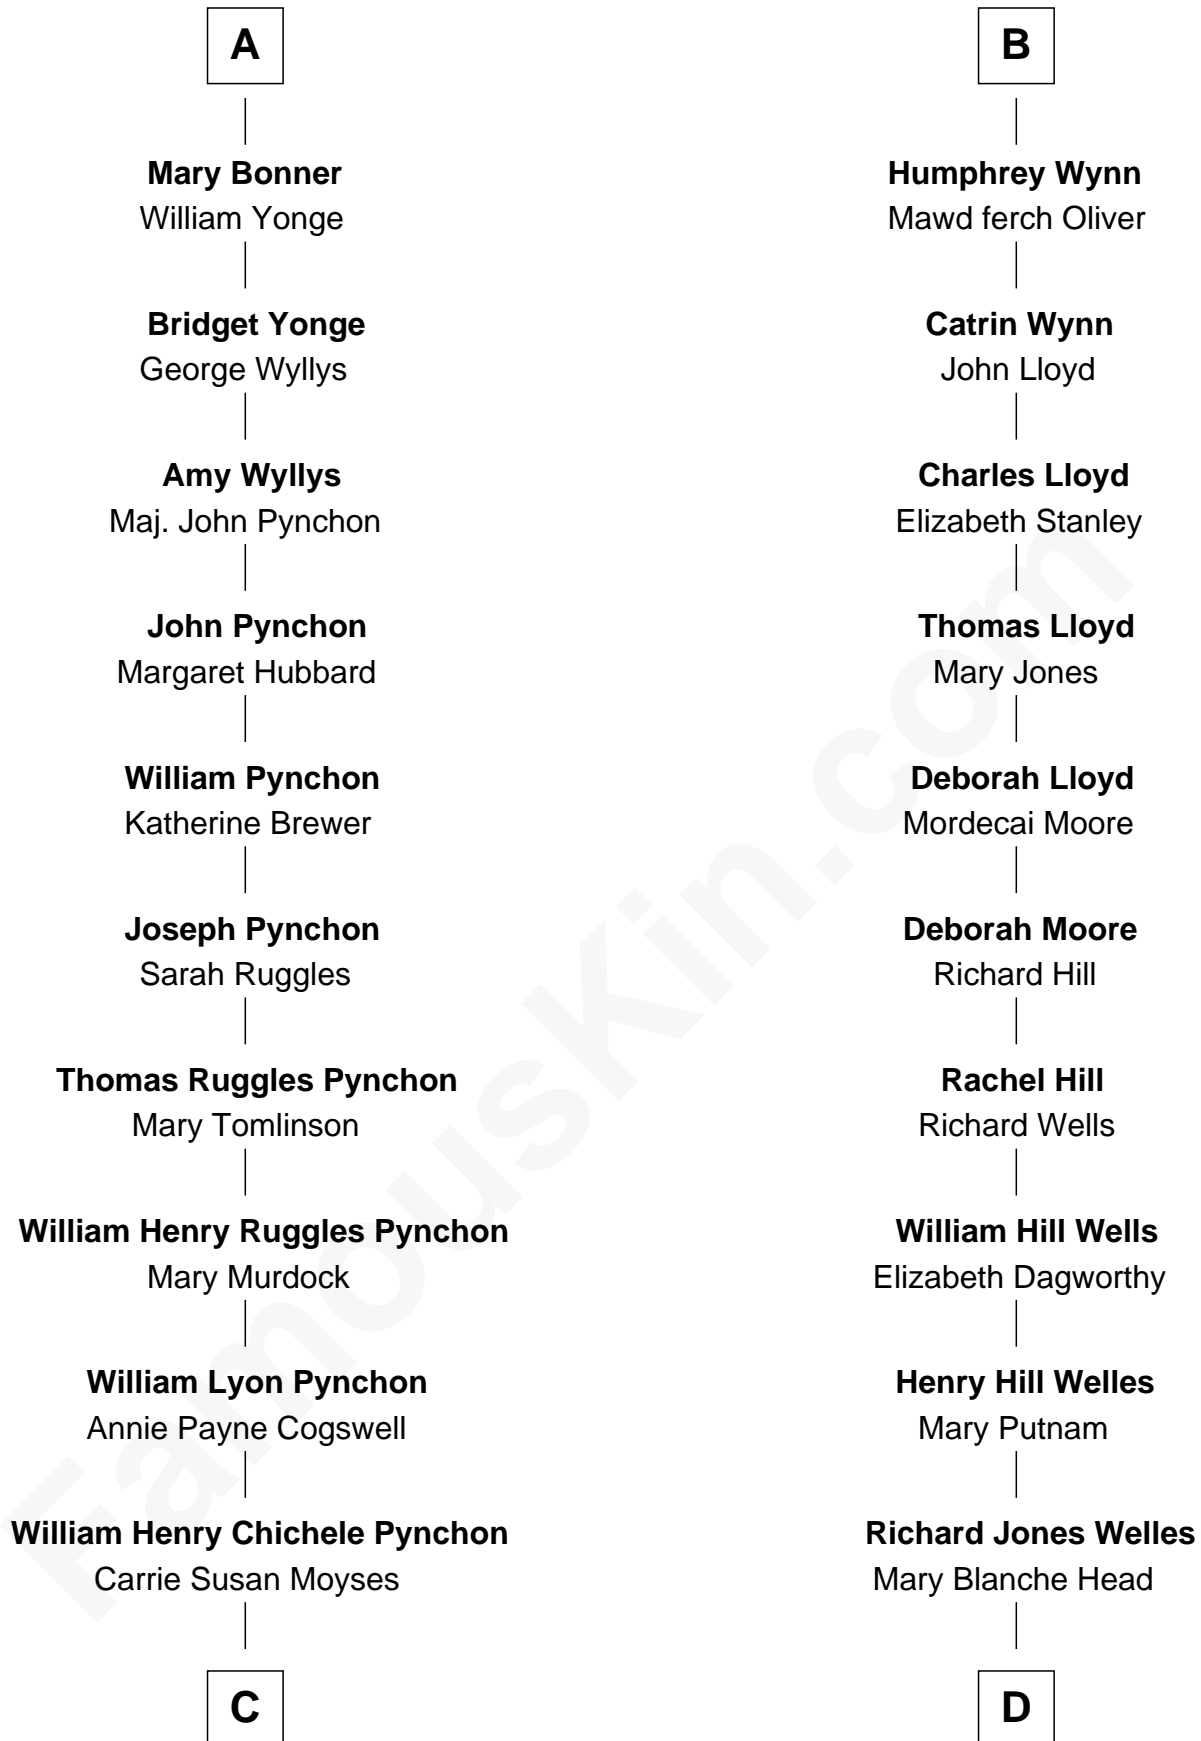 A
Mary Bonner
William Yonge
Bridget Yonge
George Wyllys
Amy Wyllys
Maj. John Pynchon
John Pynchon
Margaret Hubbard
William Pynchon
Katherine Brewer
Joseph Pynchon
Sarah Ruggles
Thomas Ruggles Pynchon
Mary Tomlinson
William Henry Ruggles Pynchon
Mary Murdock
William Lyon Pynchon
Annie Payne Cogswell
William Henry Chichele Pynchon
Carrie Susan Moyses
C
B
Humphrey Wynn
Mawd ferch Oliver
Catrin Wynn
John Lloyd
Charles Lloyd
Elizabeth Stanley
Thomas Lloyd
Mary Jones
Deborah Lloyd
Mordecai Moore
Deborah Moore
Richard Hill
Rachel Hill
Richard Wells
William Hill Wells
Elizabeth Dagworthy
Henry Hill Welles
Mary Putnam
Richard Jones Welles
Mary Blanche Head
D
FamousKin.com